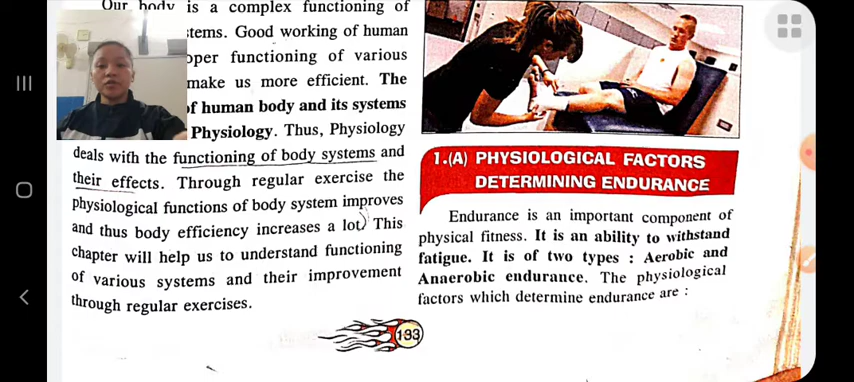 Our body is a complex functioning of
stems. Good working of human
oper functioning of various
make us more efficient. The
f human body and its systems
Physiology. Thus, Physiology
deals with the functioning of body systems and
their effects. Through regular exercise the
physiological functions of body system improves
and thus body efficiency increases a lot. This
chapter will help us to understand functioning
of various systems and their improvement
through regular exercises.
133
1.(A) PHYSIOLOGICAL FACTORS
DETERMINING ENDURANCE
Endurance is an important component of
physical fitness. It is an ability to withstand
fatigue. It is of two types : Aerobic and
Anaerobic endurance. The physiological
factors which determine endurance are :